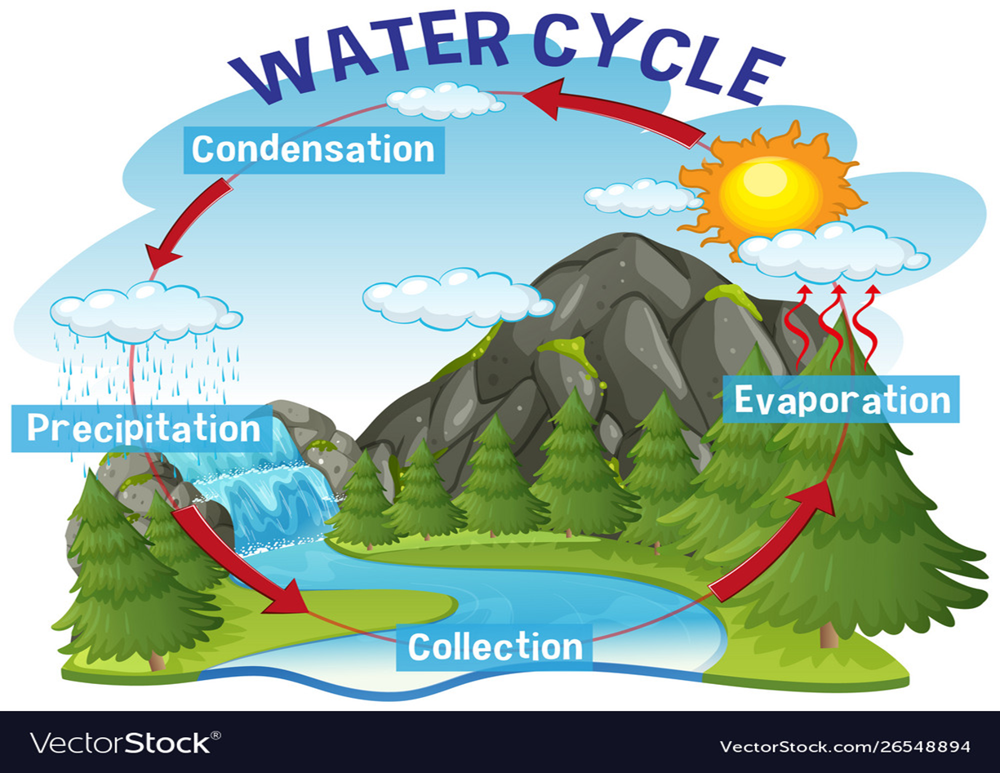 WATER CYCLE
Condensation
Evaporation
Precipitation
Collection
VectorStock®
VectorStock.com/26548894